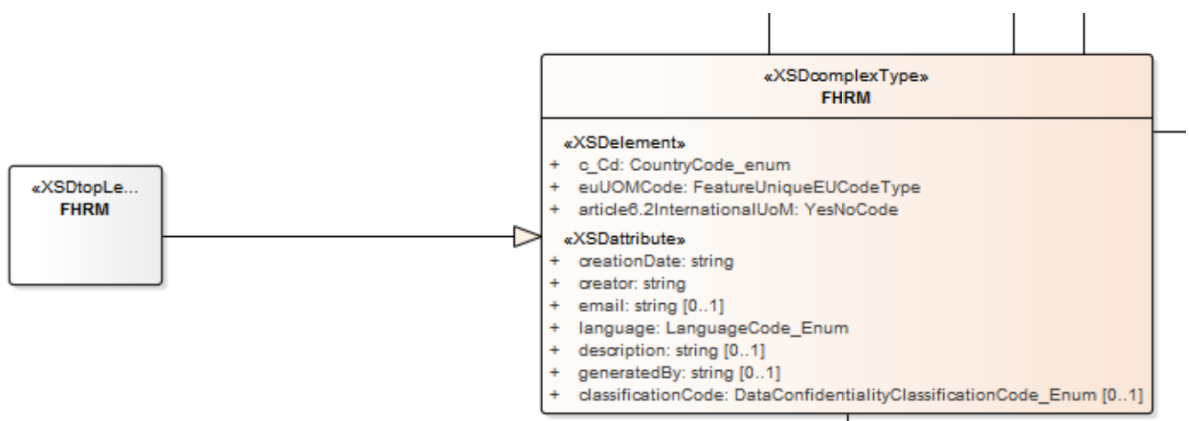 «XSDtopLe...
FHRM
«XSDcomplexType»
FHRM
«XSDelement»
+ c_Cd: CountryCode_enum
+ euUOMCode: FeatureUniqueEUCodeType
+ article6.2InternationalUoM: YesNoCode
«XSDattribute»
+ creationDate: string
+ creator: string
+ email: string [0..1]
+ language: LanguageCode_Enum
+ description: string [0..1]
+ generatedBy: string [0..1]
+ classificationCode: DataConfidentialityClassificationCode_Enum [0..1]